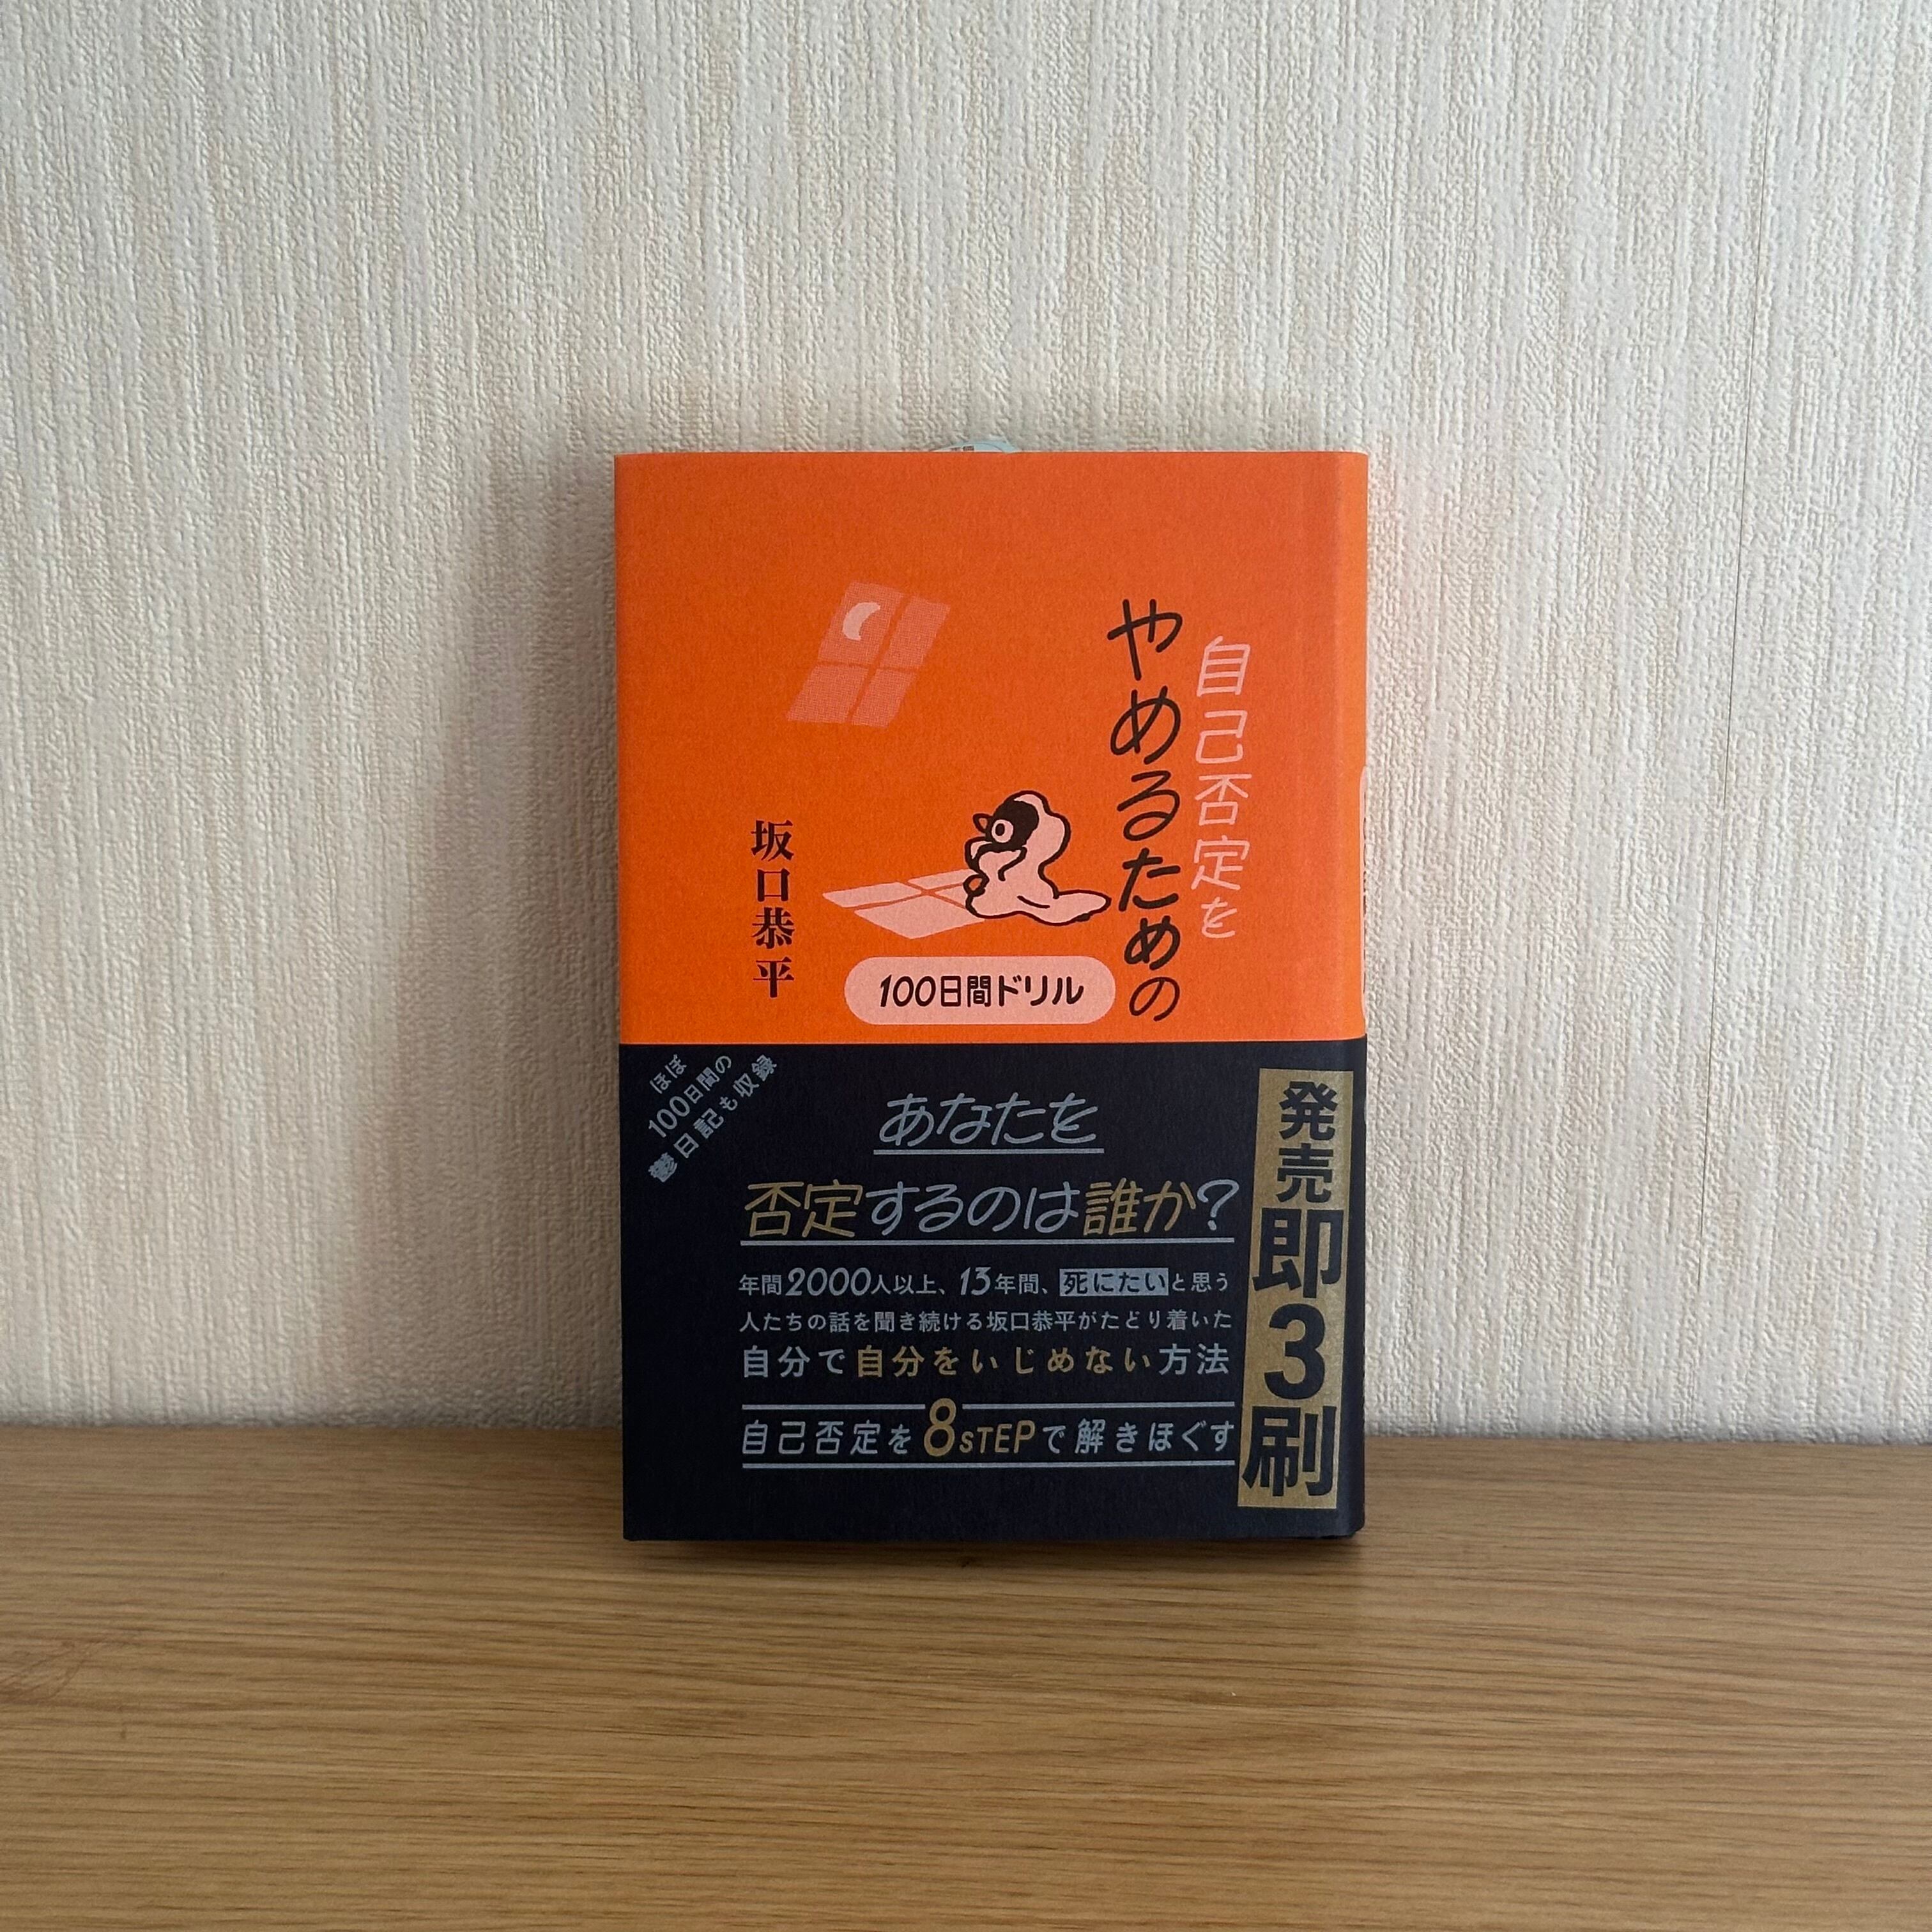 自己否定を
やめるための
100日間ドリル
坂口恭平
ほぼ
100日間の
鬱日記も収録
あなたを
否定するのは誰か?
年間2000人以上、13年間、死にたいと思う
人たちの話を聞き続ける坂口恭平がたどり着いた
自分で自分をいじめない方法
自己否定を8STEPで解きほぐす
発売即3刷